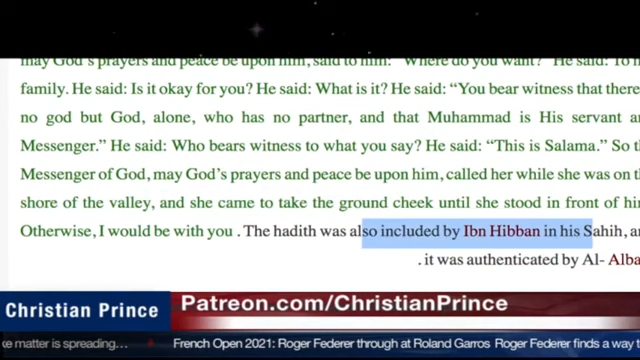 may God's prayers and peace be upon him, said to him: "Where do you want?" He said: To
family. He said: Is it okay for you? He said: What is it? He said: "You bear witness that there
no god but God, alone, who has no partner, and that Muhammad is His servant
Messenger." He said: Who bears witness to what you say? He said: "This is Salama." So
Messenger of God, may God's prayers and peace be upon him, called her while she was on
shore of the valley, and she came to take the ground cheek until she stood in front of
Otherwise, I would be with you . The hadith was also included by Ibn Hibban in his Sahih,
. it was authenticated by Al- Alba
Christian Prince
Patreon.com/ChristianPrince
ke matter is spreading... French Open 2021: Roger Federer through at Roland Garros Roger Federer finds a way